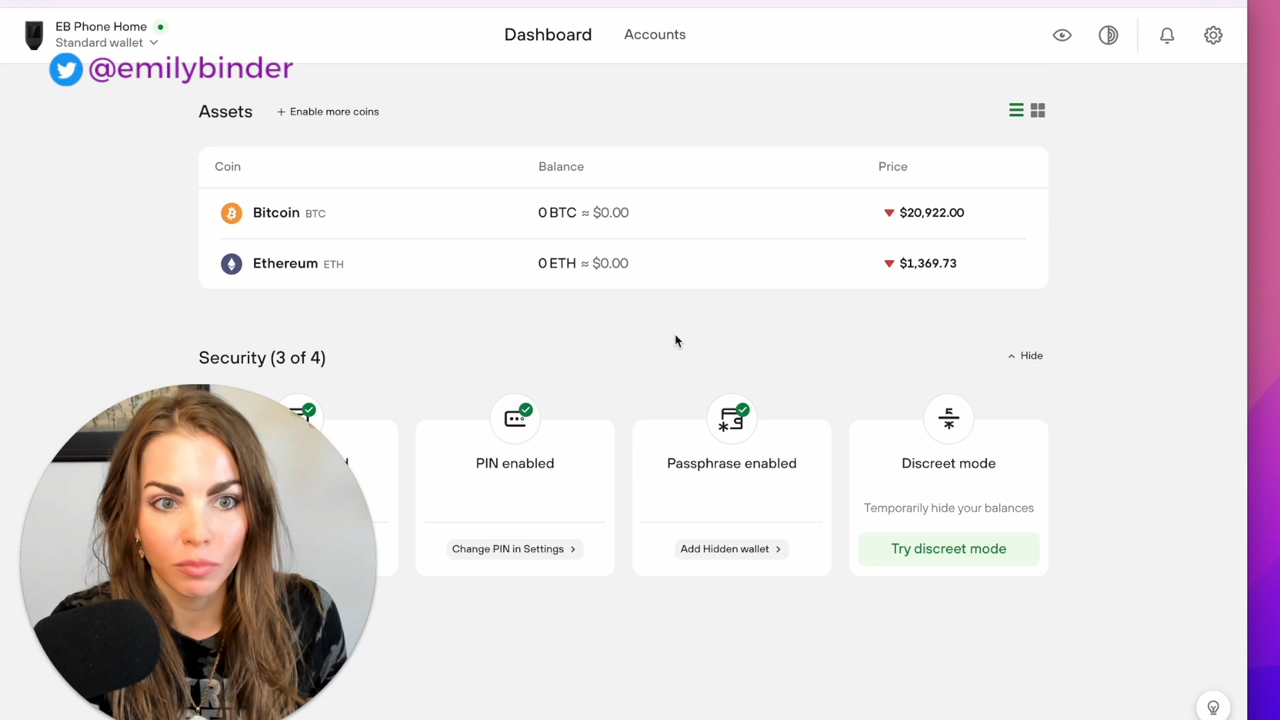 EB Phone Home
Standard wallet
Dashboard
Accounts
@emilybinder
Assets
+ Enable more coins
Coin Balance Price
Bitcoin BTC 0 BTC ≈ $0.00 $20,922.00
Ethereum ETH 0 ETH ≈ $0.00 $1,369.73
Security (3 of 4)
Hide
PIN enabled
Passphrase enabled
Discreet mode
Temporarily hide your balances
Change PIN in Settings
Add Hidden wallet
Try discreet mode